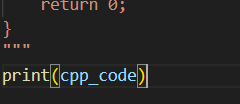 return 0;
}
"""
print(cpp_code)